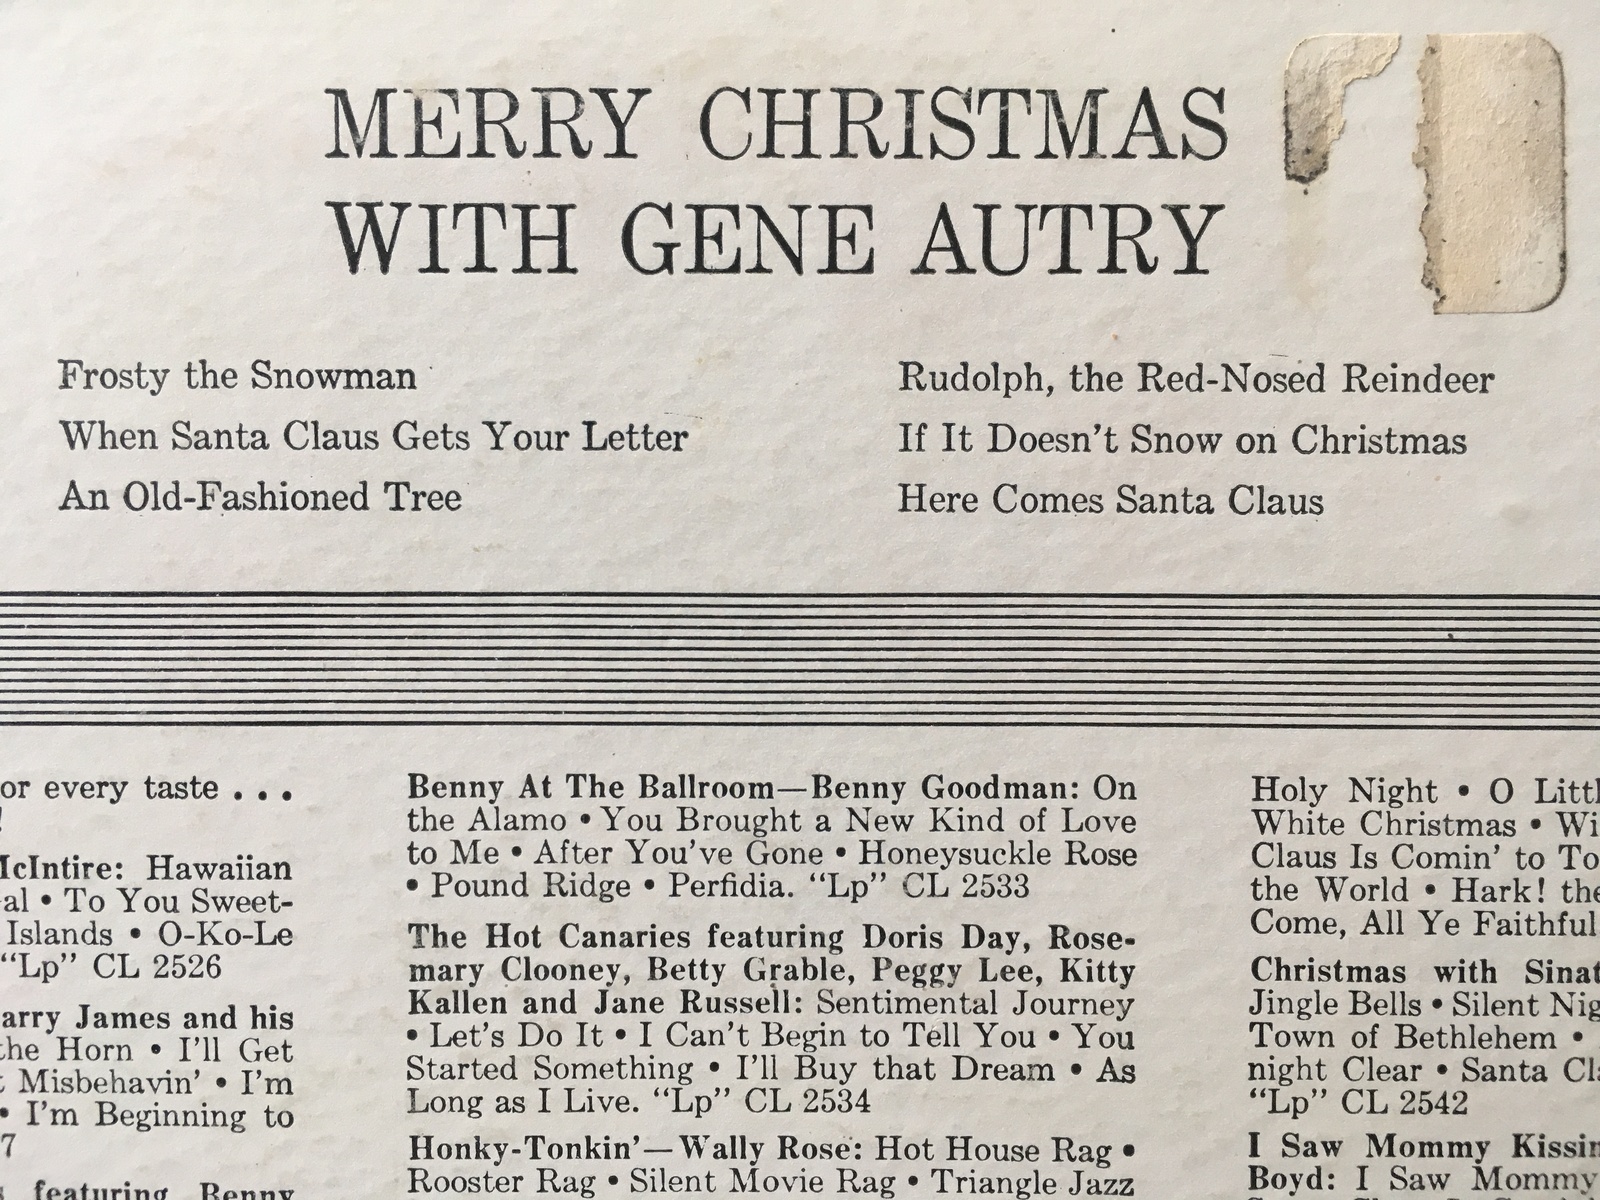 MERRY CHRISTMAS
WITH GENE AUTRY
Frosty the Snowman
When Santa Claus Gets Your Letter
An Old-Fashioned Tree
Rudolph, the Red-Nosed Reindeer
If It Doesn't Snow on Christmas
Here Comes Santa Claus
or every taste . . .
!
McIntire: Hawaiian
al • To You Sweet-
Islands • O-Ko-Le
"Lp" CL 2526
arry James and his
the Horn • I'll Get
Misbehavin' • I'm
• I'm Beginning to
7
featuring Benny
Benny At The Ballroom—Benny Goodman: On
the Alamo • You Brought a New Kind of Love
to Me • After You've Gone • Honeysuckle Rose
• Pound Ridge • Perfidia. "Lp" CL 2533
The Hot Canaries featuring Doris Day, Rose-
mary Clooney, Betty Grable, Peggy Lee, Kitty
Kallen and Jane Russell: Sentimental Journey
• Let's Do It • I Can't Begin to Tell You • You
Started Something • I'll Buy that Dream • As
Long as I Live. "Lp" CL 2534
Honky-Tonkin'—Wally Rose: Hot House Rag •
Rooster Rag • Silent Movie Rag • Triangle Jazz
Holy Night • O Littl
White Christmas • Wi
Claus Is Comin' to To
the World • Hark! the
Come, All Ye Faithful
Christmas with Sinat
Jingle Bells • Silent Nig
Town of Bethlehem •
night Clear • Santa Cl
"Lp" CL 2542
I Saw Mommy Kissin
Boyd: I Saw Mommy